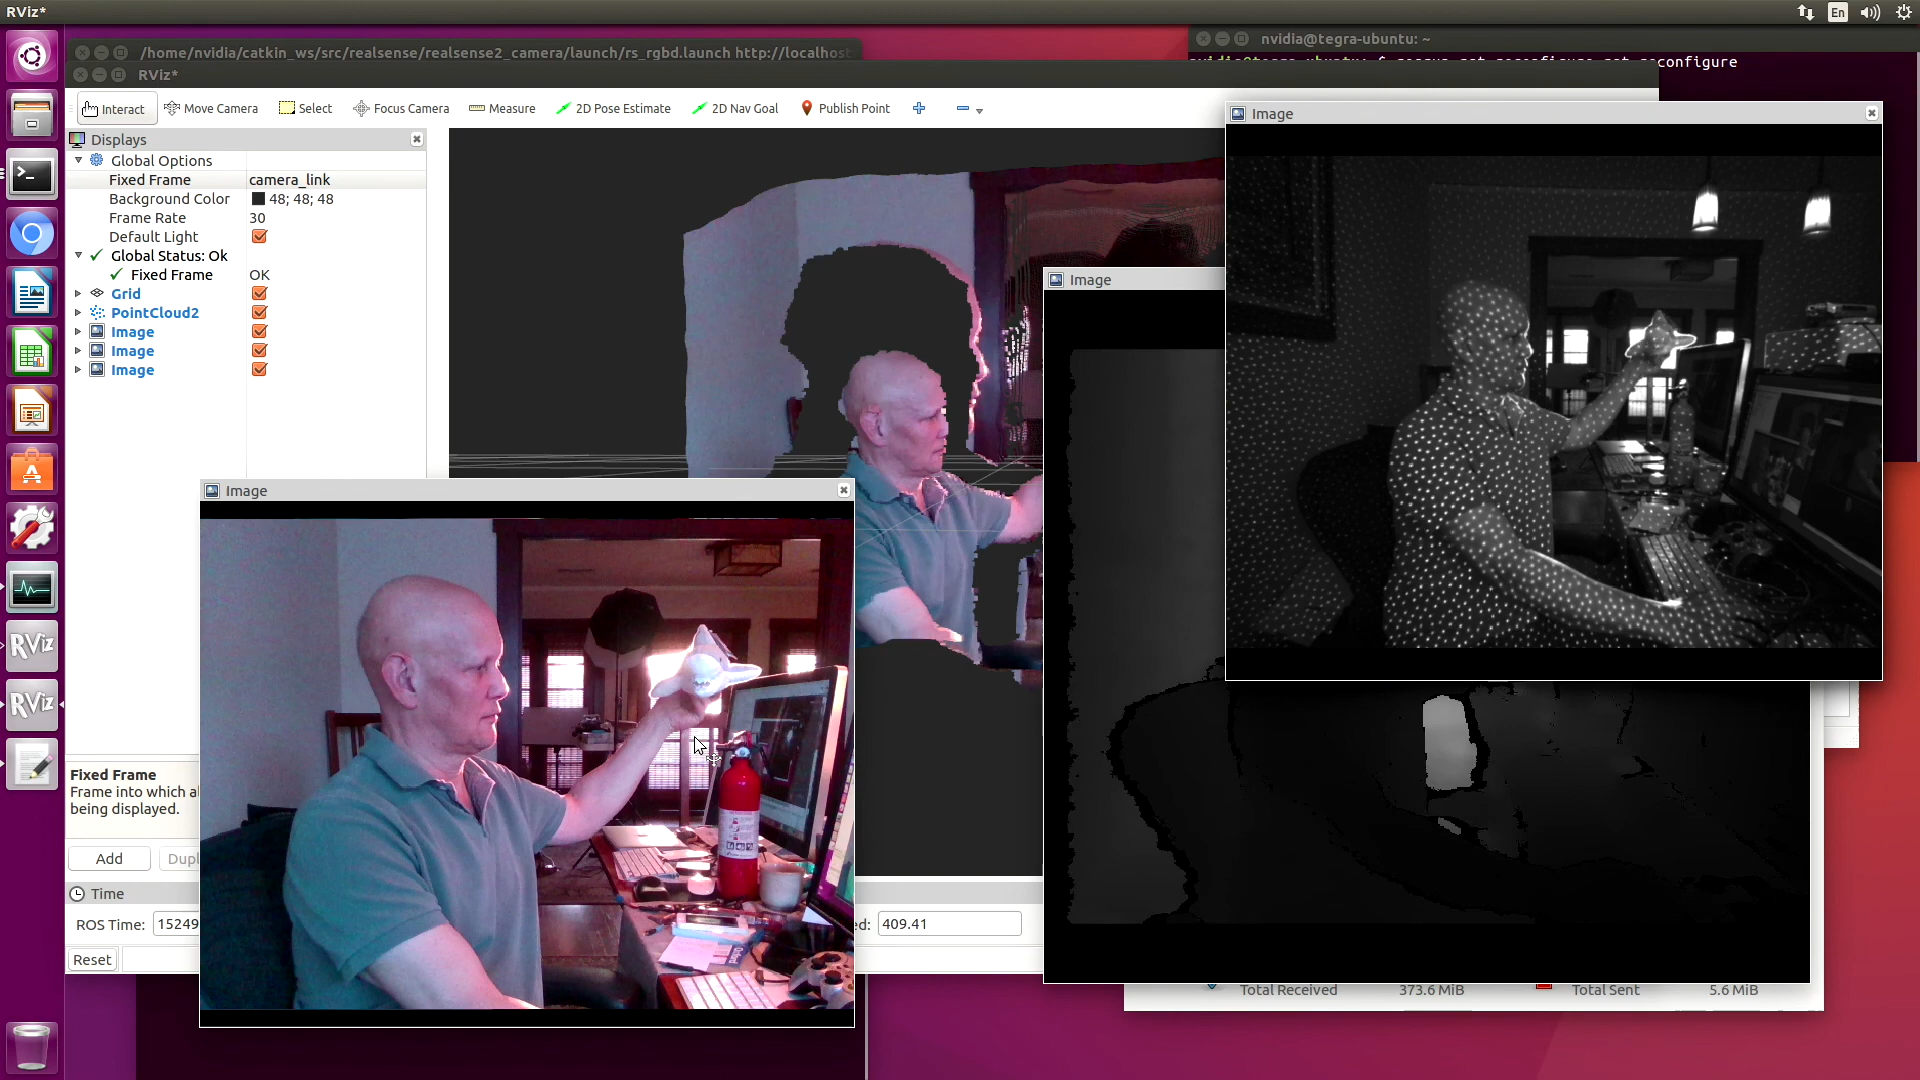 RViz*
En
/home/nvidia/catkin_ws/src/realsense/realsense2_camera/launch/rs_rgbd.launch http://localhost
nvidia@tegra-ubuntu: ~
RViz*
Interact
Move Camera
Select
Focus Camera
Measure
2D Pose Estimate
2D Nav Goal
Publish Point
Displays
Global Options
Fixed Frame camera_link
Background Color 48; 48; 48
Frame Rate 30
Default Light
Global Status: Ok
Fixed Frame OK
Grid
PointCloud2
Image
Image
Image
Image
Image
Image
Fixed Frame
Frame into which
being displayed.
Add
Time
ROS Time: 15249
409.41
Reset
RViz
RViz
Total Received 373.6 MiB
Total Sent 5.6 MiB